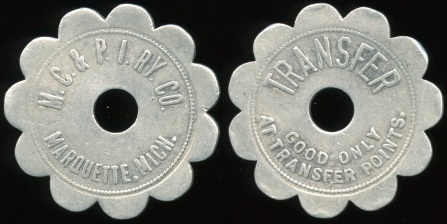 M. C. & P. I. RY. CO.
MARQUETTE, MICH.
TRANSFER
GOOD ONLY
AT TRANSFER POINTS.